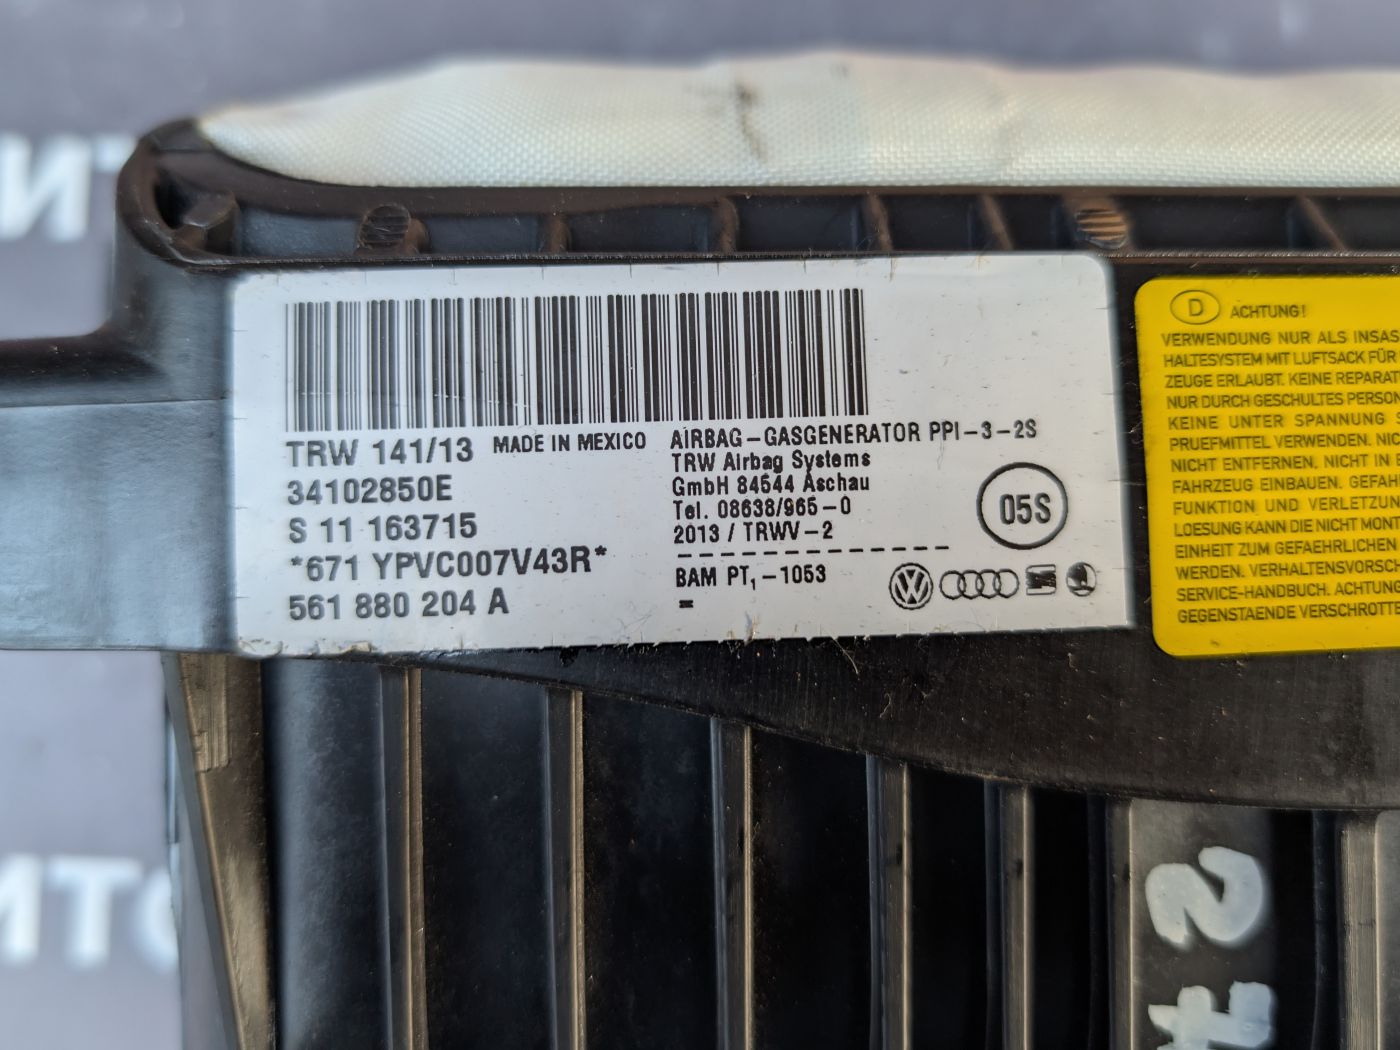 TRW 141/13 MADE IN MEXICO
34102850E
S 11 163715
*671 YPVC007V43R*
561 880 204 A
AIRBAG-GASGENERATOR PPI-3-2S
TRW Airbag Systems
GmbH 84544 Aschau
Tel. 08638/965-0
2013 / TRWV-2
BAM PT₁-1053
05S
D ACHTUNG!
VERWENDUNG NUR ALS INSAS
HALTESYSTEM MIT LUFTSACK FÜR
ZEUGE ERLAUBT. KEINE REPARAT
NUR DURCH GESCHULTES PERSON
KEINE UNTER SPANNUNG S
PRUEFMITTEL VERWENDEN. NIC
NICHT ENTFERNEN, NICHT IN E
FAHRZEUG EINBAUEN. GEFAH
FUNKTION UND VERLETZUN
LOESUNG KANN DIE NICHT MONT
EINHEIT ZUM GEFAEHRLICHEN
WERDEN. VERHALTENSVORSCH
SERVICE-HANDBUCH. ACHTUNG
GEGENSTAENDE VERSCHROTTE